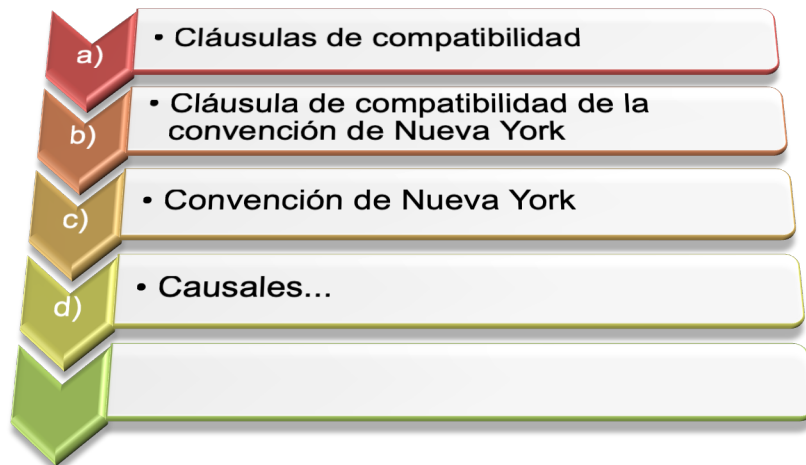 a)
• Cláusulas de compatibilidad
b)
• Cláusula de compatibilidad de la
convención de Nueva York
c)
• Convención de Nueva York
d)
• Causales...